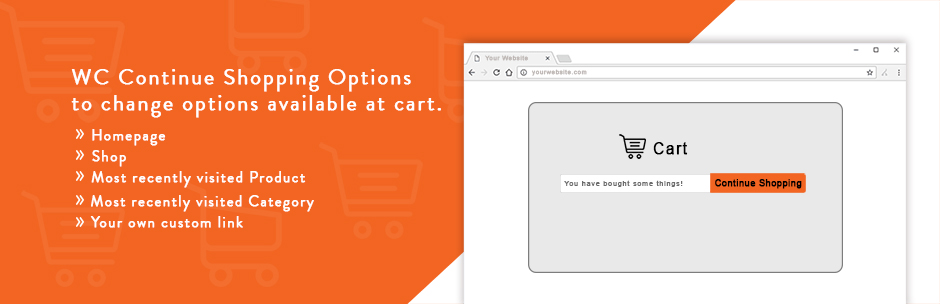 WC Continue Shopping Options
to change options available at cart.
» Homepage
» Shop
» Most recently visited Product
» Most recently visited Category
» Your own custom link
Your Website
yourwebsite.com
Cart
You have bought some things!
Continue Shopping